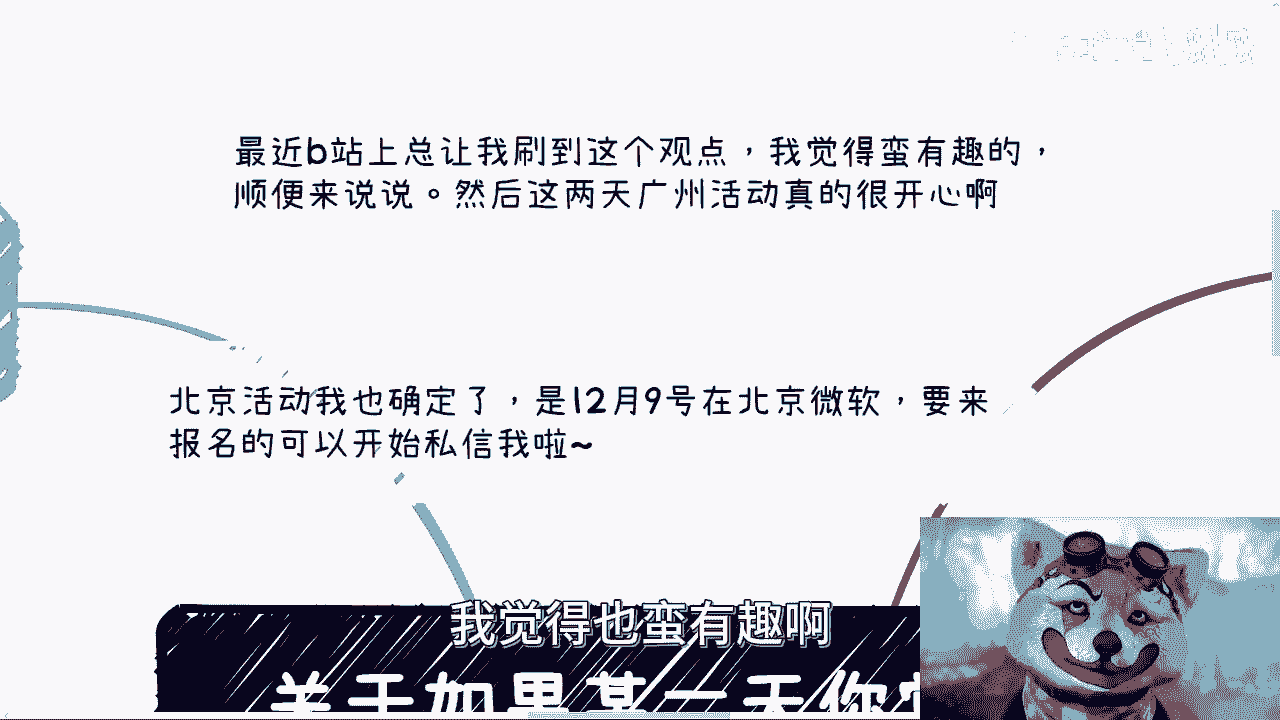 最近b站上总让我刷到这个观点，我觉得蛮有趣的，
顺便来说说。然后这两天广州活动真的很开心啊
北京活动我也确定了，是12月9号在北京微软，要来
报名的可以开始私信我啦~
我觉得也蛮有趣啊
关于如果某一天你